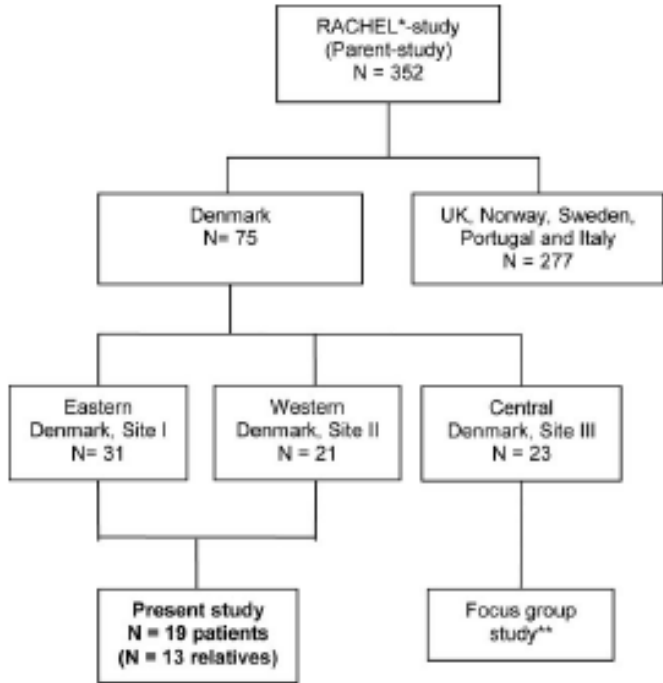 RACHEL*-study
(Parent-study)
N = 352
Denmark
N= 75
UK, Norway, Sweden,
Portugal and Italy
N = 277
Eastern
Denmark, Site I
N= 31
Western
Denmark, Site II
N = 21
Central
Denmark, Site III
N = 23
Present study
N = 19 patients
(N = 13 relatives)
Focus group
study**